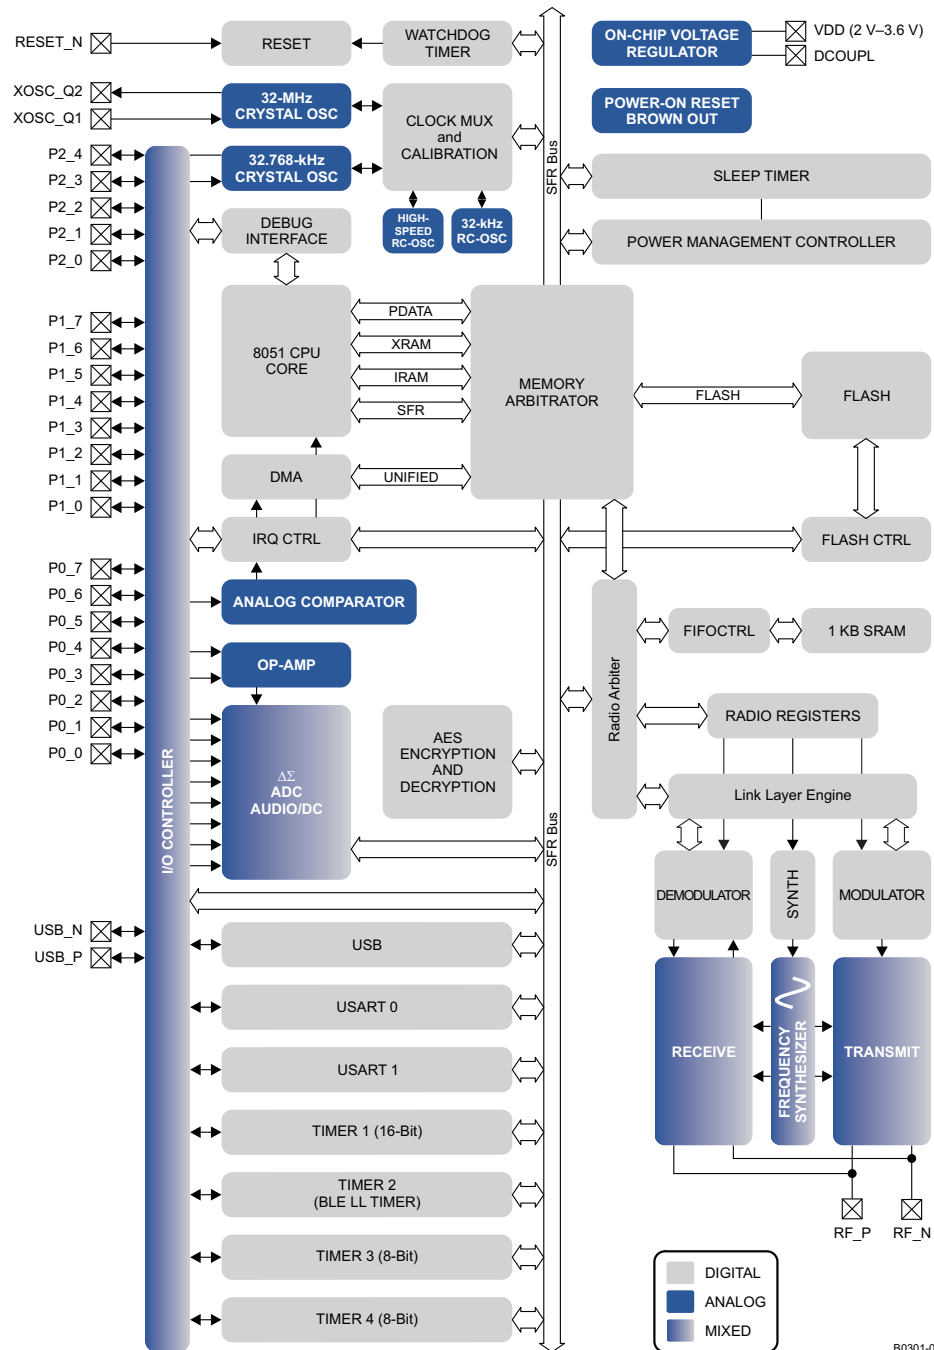 RESET_N
RESET
WATCHDOG
TIMER
ON-CHIP VOLTAGE
REGULATOR
VDD (2 V–3.6 V)
DCOUPL
XOSC_Q2
XOSC_Q1
32-MHz
CRYSTAL OSC
CLOCK MUX
and
CALIBRATION
POWER-ON RESET
BROWN OUT
SFR Bus
P2_4
P2_3
P2_2
P2_1
P2_0
32.768-kHz
CRYSTAL OSC
HIGH-
SPEED
RC-OSC
32-kHz
RC-OSC
SLEEP TIMER
POWER MANAGEMENT CONTROLLER
DEBUG
INTERFACE
P1_7
P1_6
P1_5
P1_4
P1_3
P1_2
P1_1
P1_0
8051 CPU
CORE
PDATA
XRAM
IRAM
SFR
MEMORY
ARBITRATOR
FLASH
FLASH
DMA
UNIFIED
IRQ CTRL
FLASH CTRL
P0_7
P0_6
P0_5
P0_4
P0_3
P0_2
P0_1
P0_0
ANALOG COMPARATOR
OP-AMP
Radio Arbiter
FIFOCTRL
1 KB SRAM
RADIO REGISTERS
I/O CONTROLLER
ΔΣ
ADC
AUDIO/DC
AES
ENCRYPTION
AND
DECRYPTION
Link Layer Engine
SFR Bus
DEMODULATOR
SYNTH
MODULATOR
USB_N
USB_P
USB
USART 0
USART 1
TIMER 1 (16-Bit)
TIMER 2
(BLE LL TIMER)
TIMER 3 (8-Bit)
TIMER 4 (8-Bit)
RECEIVE
FREQUENCY
SYNTHESIZER
TRANSMIT
RF_P
RF_N
DIGITAL
ANALOG
MIXED